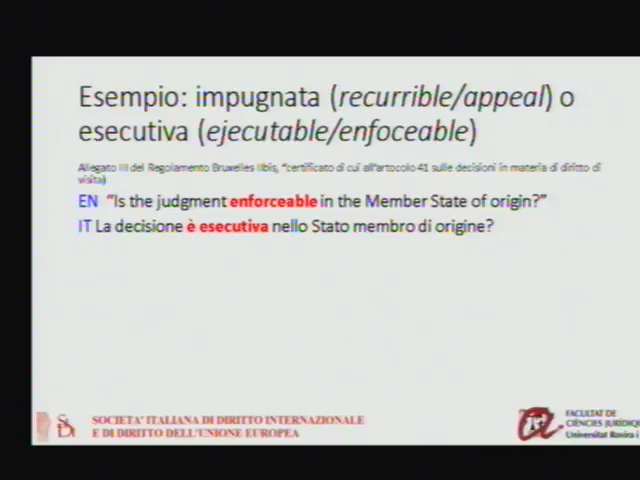 Esempio: impugnata (recurrible/appeal) o
esecutiva (ejecutable/enfoceable)
Allegato III del Regolamento Bruxelles IIbis, "certificato di cui all'artocolo 41 sulle decisioni in materia di diritto di
visita)
EN "Is the judgment enforceable in the Member State of origin?"
IT La decisione è esecutiva nello Stato membro di origine?
SOCIETA' ITALIANA DI DIRITTO INTERNAZIONALE
E DI DIRITTO DELL'UNIONE EUROPEA
FACULTAT DE
CIÈNCIES JURÍDIQU
Universitat Rovira i